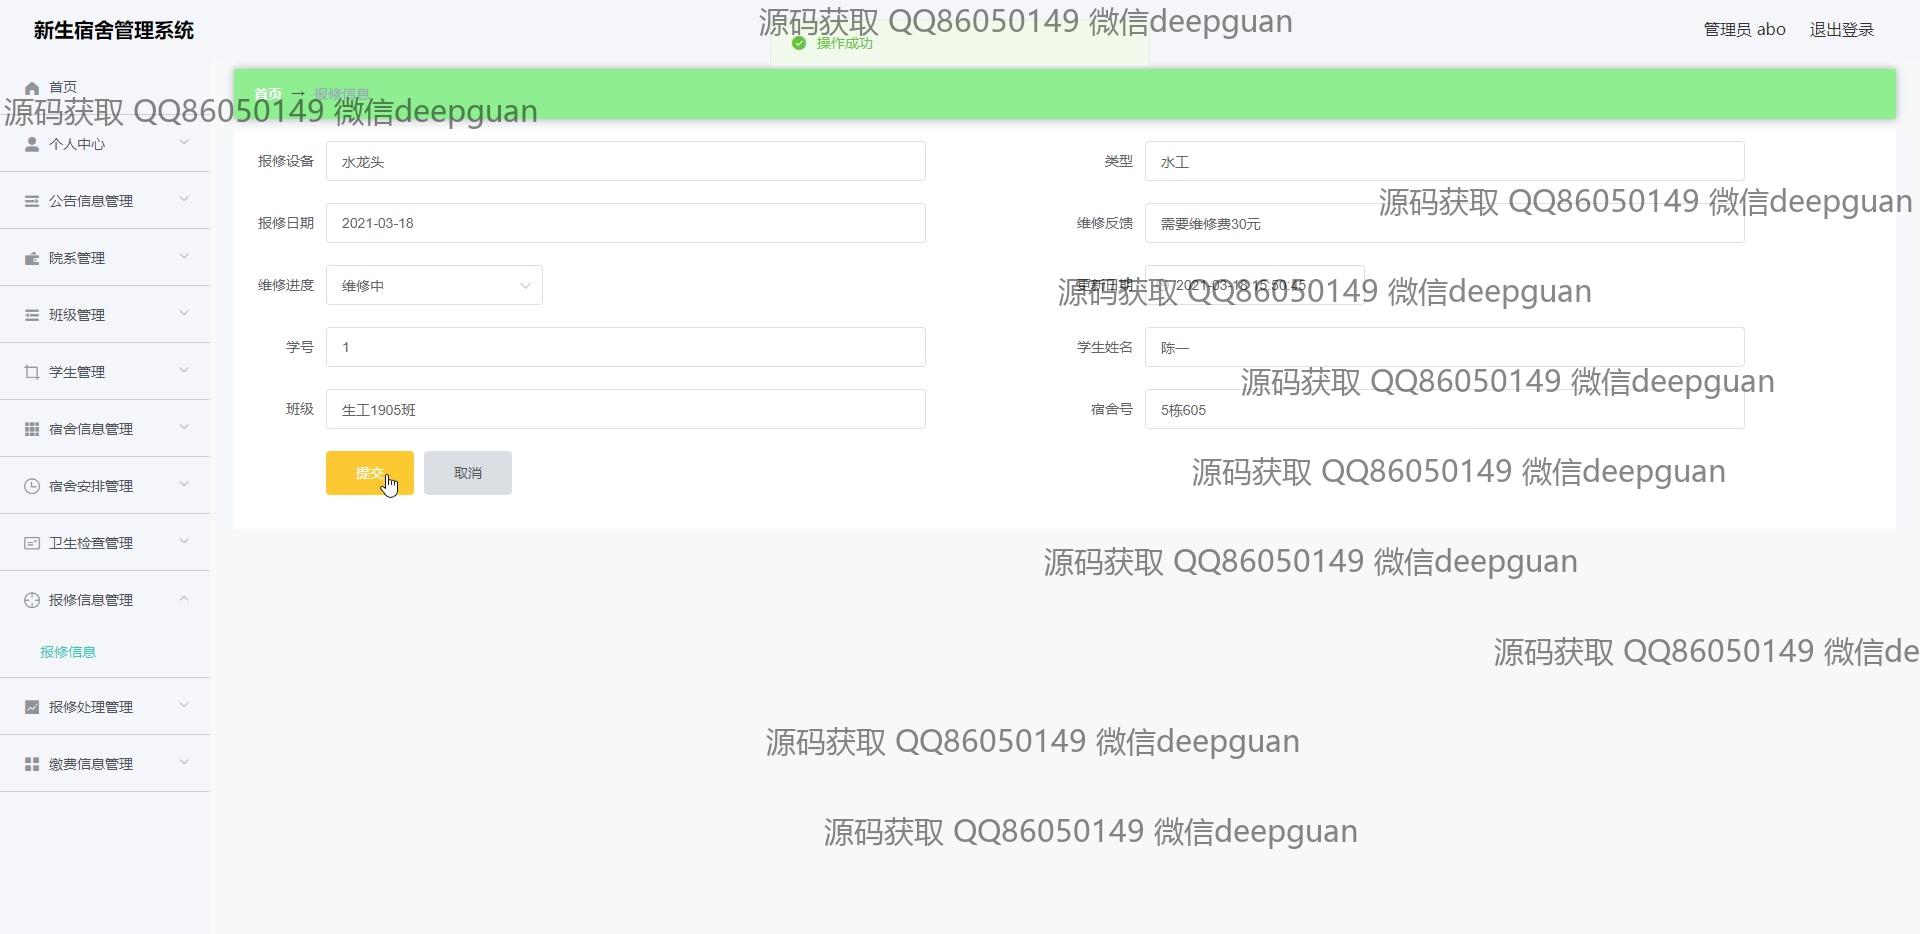 新生宿舍管理系统
源码获取 QQ86050149 微信deepguan
操作成功
管理员 abo
退出登录
首页
首页 → 报修信息
源码获取 QQ86050149 微信deepguan
个人中心
报修设备
水龙头
类型
水工
公告信息管理
源码获取 QQ86050149 微信deepguan
报修日期
2021-03-18
维修反馈
需要维修费30元
院系管理
维修进度
维修中
更新日期
2021-03-18 15:50:45
源码获取 QQ86050149 微信deepguan
班级管理
学号
1
学生姓名
陈一
学生管理
源码获取 QQ86050149 微信deepguan
班级
生工1905班
宿舍号
5栋605
宿舍信息管理
提交
取消
源码获取 QQ86050149 微信deepguan
宿舍安排管理
卫生检查管理
源码获取 QQ86050149 微信deepguan
报修信息管理
报修信息
源码获取 QQ86050149 微信de
报修处理管理
源码获取 QQ86050149 微信deepguan
缴费信息管理
源码获取 QQ86050149 微信deepguan